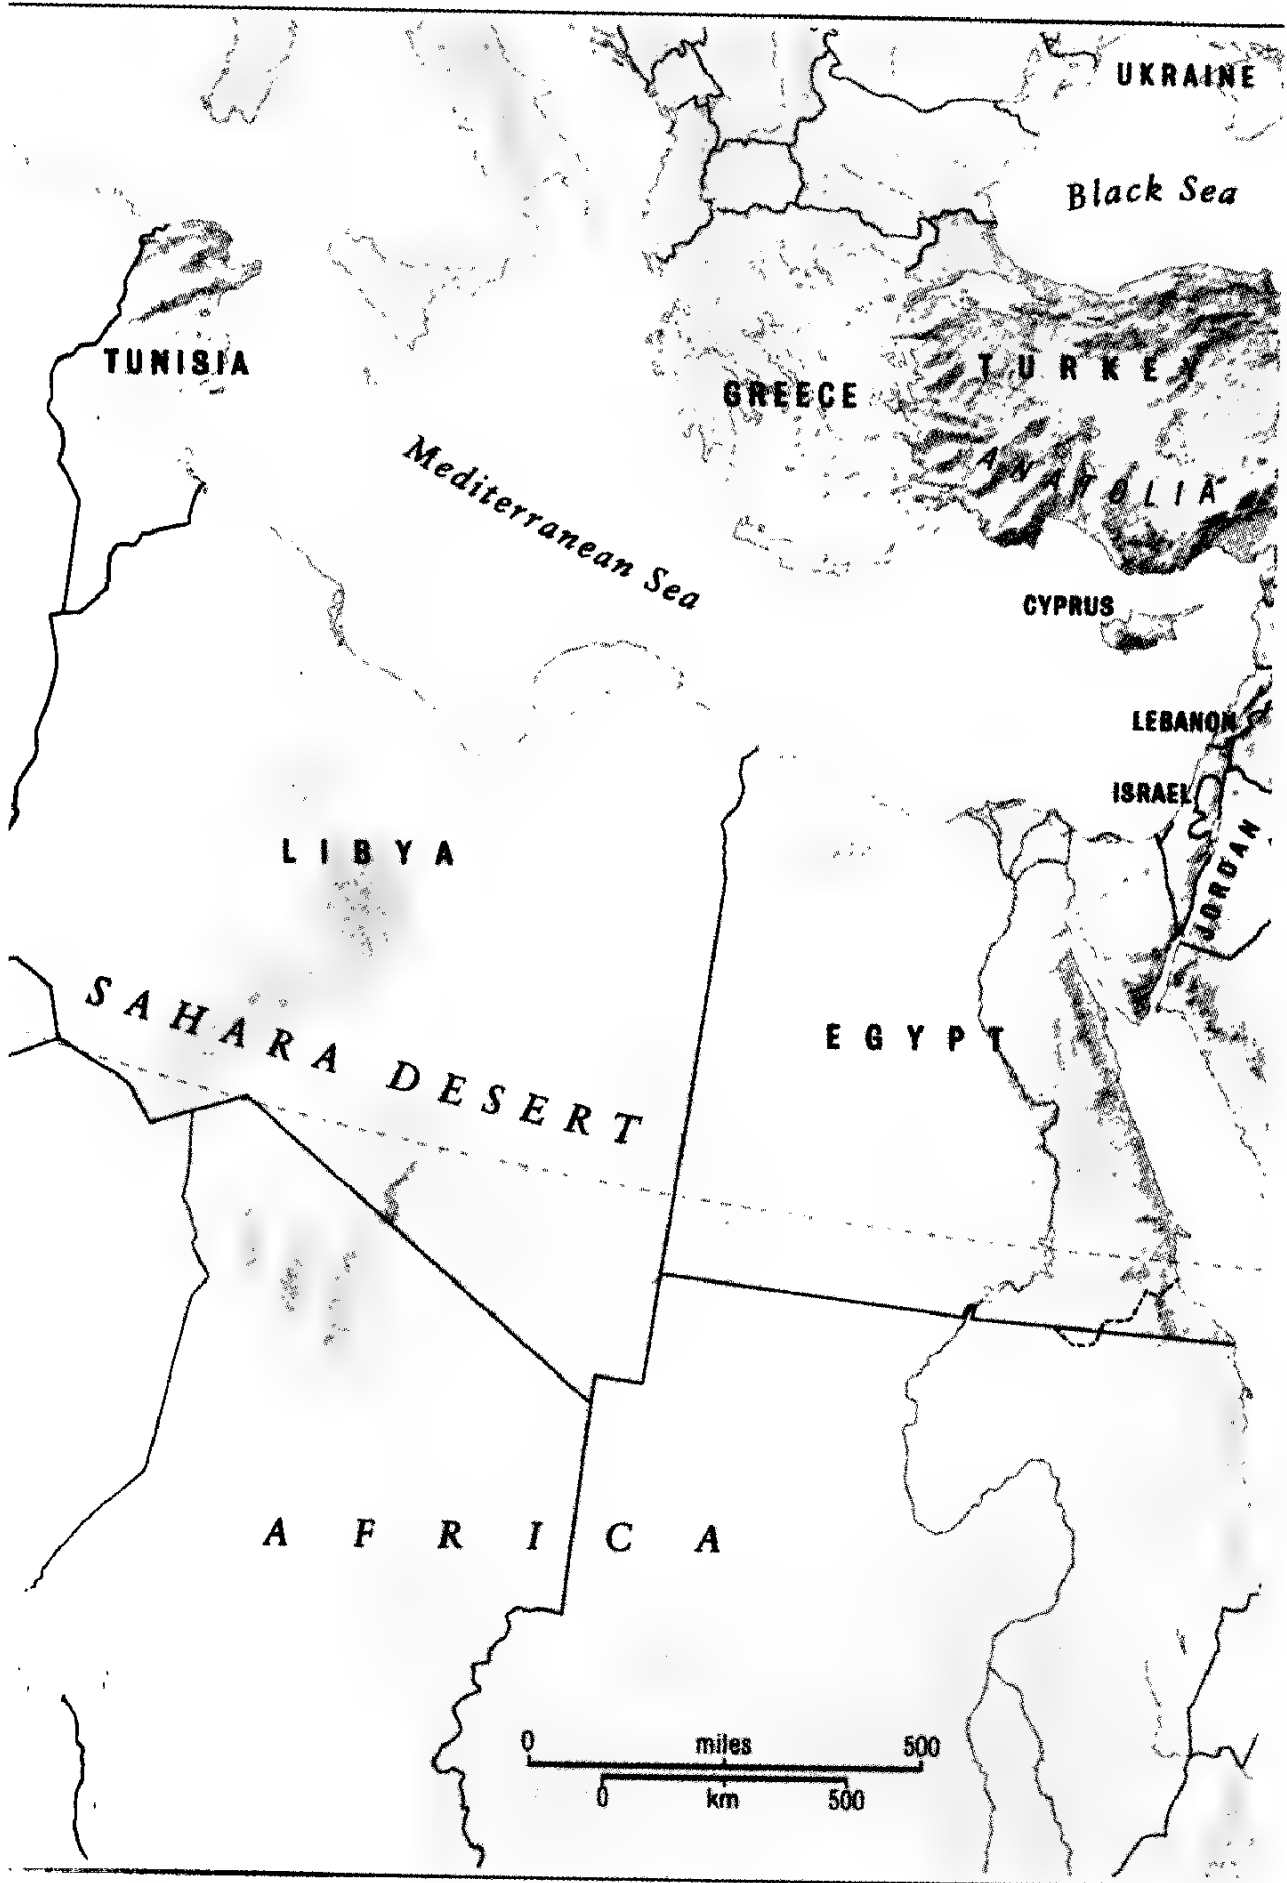 UKRAINE
Black Sea
TUNISIA
TURKEY
GREECE
ANATOLIA
Mediterranean Sea
CYPRUS
LEBANON
ISRAEL
JORDAN
LIBYA
SAHARA DESERT
EGYPT
AFRICA
0 miles 500
0 km 500